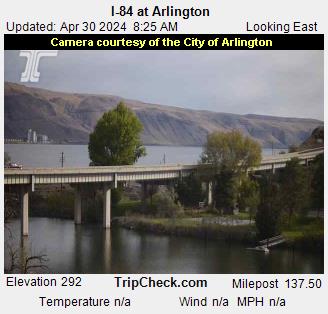 I-84 at Arlington
Updated: Apr 30 2024 8:25 AM Looking East
Camera courtesy of the City of Arlington
Elevation 292 TripCheck.com Milepost 137.50
Temperature n/a Wind n/a MPH n/a